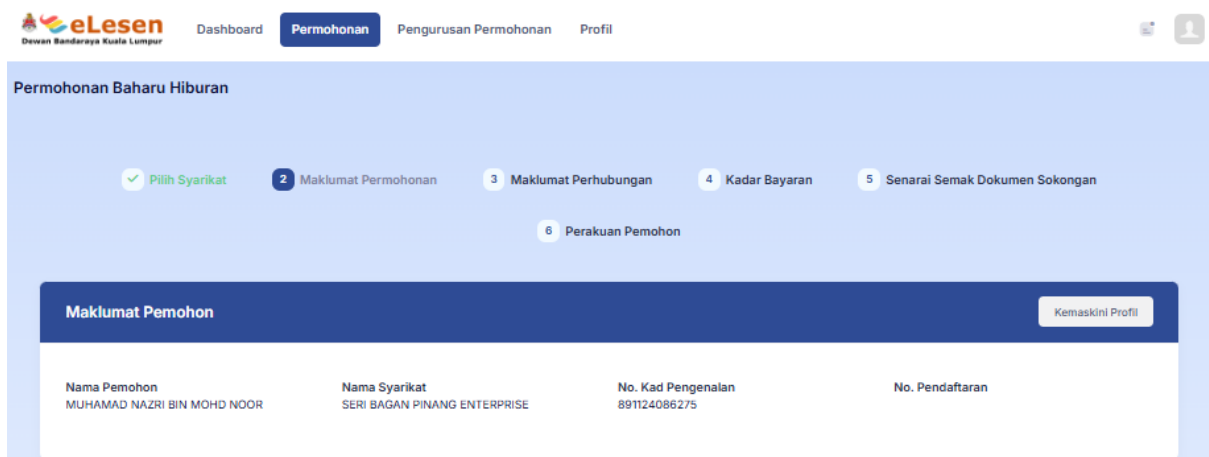 eLesen
Dewan Bandaraya Kuala Lumpur
Dashboard
Permohonan
Pengurusan Permohonan
Profil
Permohonan Baharu Hiburan
Pilih Syarikat
2 Maklumat Permohonan
3 Maklumat Perhubungan
4 Kadar Bayaran
5 Senarai Semak Dokumen Sokongan
6 Perakuan Pemohon
Maklumat Pemohon
Kemaskini Profil
Nama Pemohon
MUHAMAD NAZRI BIN MOHD NOOR
Nama Syarikat
SERI BAGAN PINANG ENTERPRISE
No. Kad Pengenalan
891124086275
No. Pendaftaran